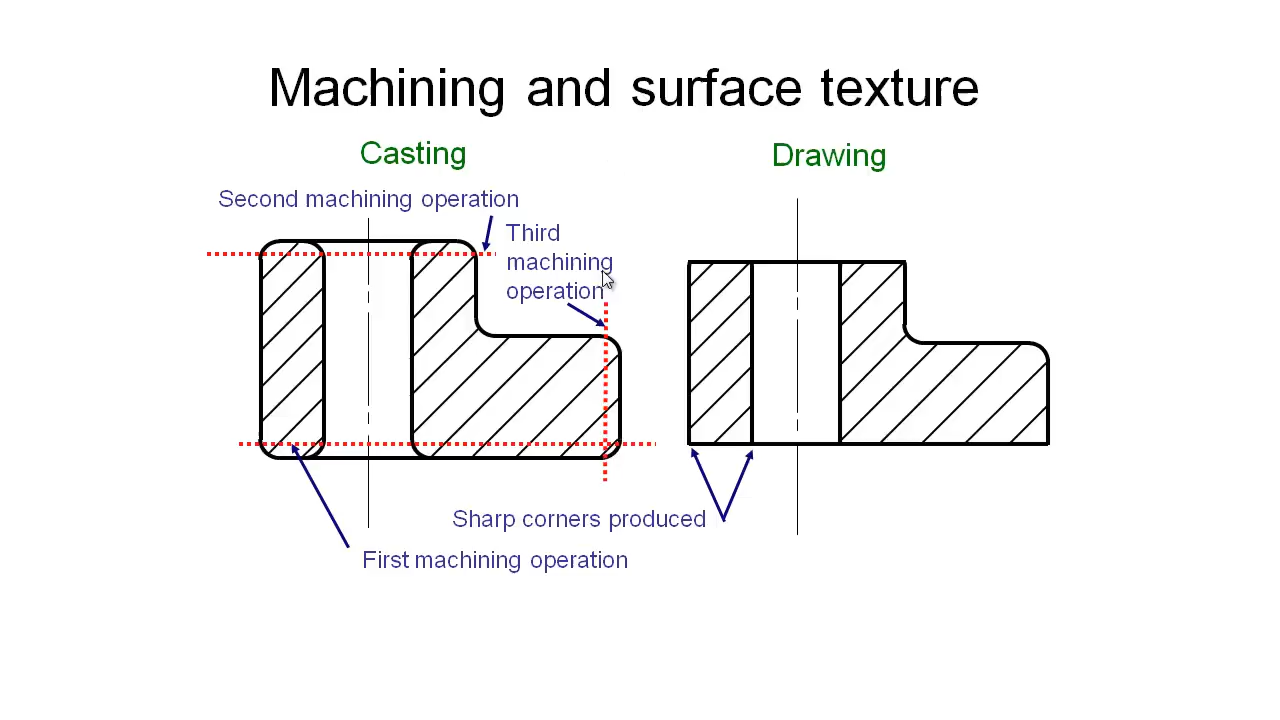 Machining and surface texture
Casting
Drawing
Second machining operation
Third
machining
operation
Sharp corners produced
First machining operation